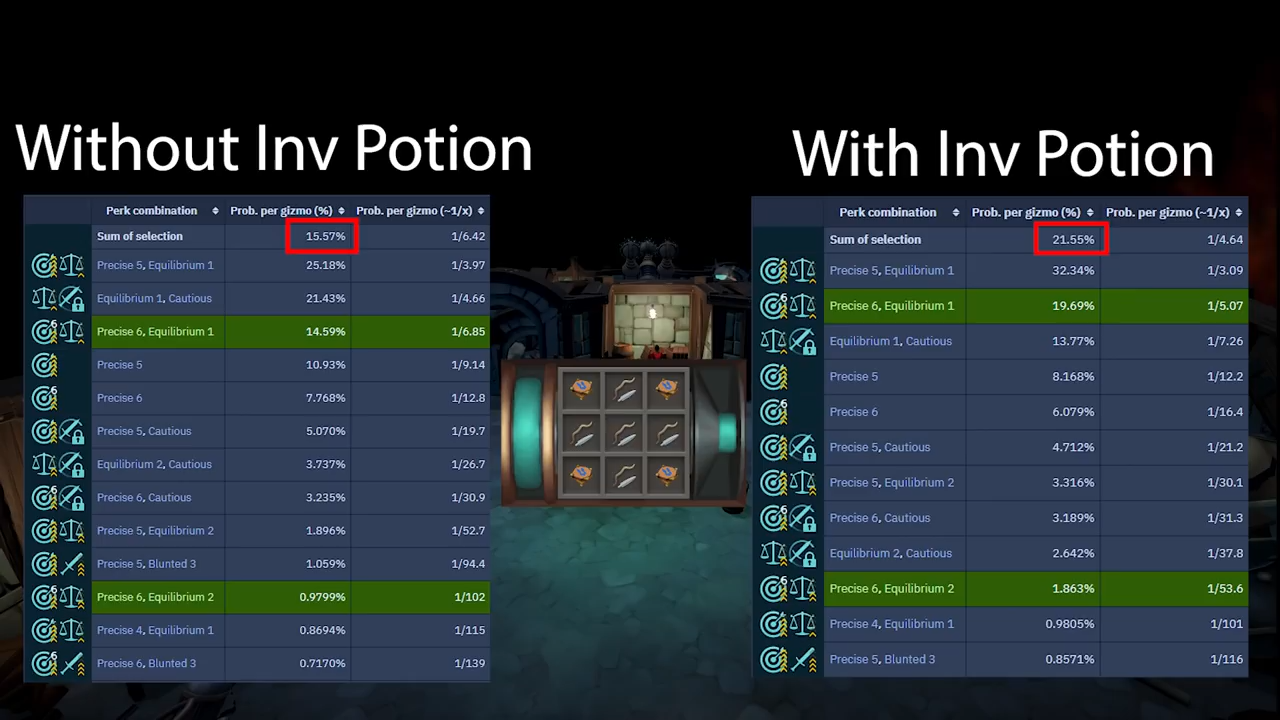 Without Inv Potion
Perk combination Prob. per gizmo (%) Prob. per gizmo (~1/x)
Sum of selection 15.57% 1/6.42
Precise 5, Equilibrium 1 25.18% 1/3.97
Equilibrium 1, Cautious 21.43% 1/4.66
Precise 6, Equilibrium 1 14.59% 1/6.85
Precise 5 10.93% 1/9.14
Precise 6 7.768% 1/12.8
Precise 5, Cautious 5.070% 1/19.7
Equilibrium 2, Cautious 3.737% 1/26.7
Precise 6, Cautious 3.235% 1/30.9
Precise 5, Equilibrium 2 1.896% 1/52.7
Precise 5, Blunted 3 1.059% 1/94.4
Precise 6, Equilibrium 2 0.9799% 1/102
Precise 4, Equilibrium 1 0.8694% 1/115
Precise 6, Blunted 3 0.7170% 1/139
With Inv Potion
Perk combination Prob. per gizmo (%) Prob. per gizmo (~1/x)
Sum of selection 21.55% 1/4.64
Precise 5, Equilibrium 1 32.34% 1/3.09
Precise 6, Equilibrium 1 19.69% 1/5.07
Equilibrium 1, Cautious 13.77% 1/7.26
Precise 5 8.168% 1/12.2
Precise 6 6.079% 1/16.4
Precise 5, Cautious 4.712% 1/21.2
Precise 5, Equilibrium 2 3.316% 1/30.1
Precise 6, Cautious 3.189% 1/31.3
Equilibrium 2, Cautious 2.642% 1/37.8
Precise 6, Equilibrium 2 1.863% 1/53.6
Precise 4, Equilibrium 1 0.9805% 1/101
Precise 5, Blunted 3 0.8571% 1/116